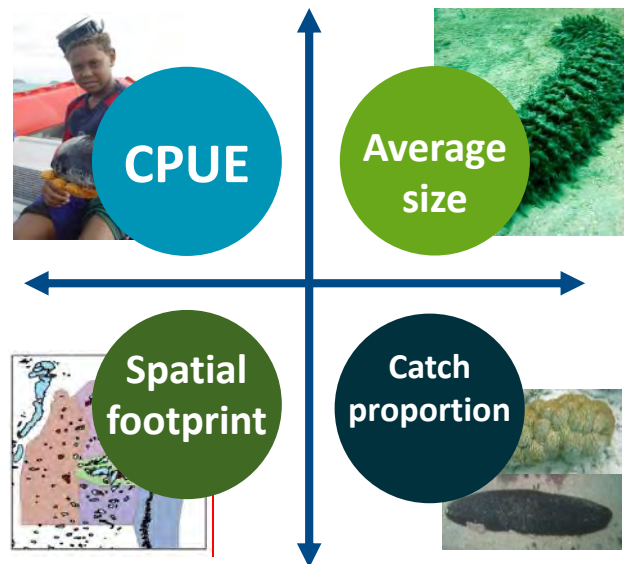 CPUE
Average
size
Spatial
footprint
Catch
proportion